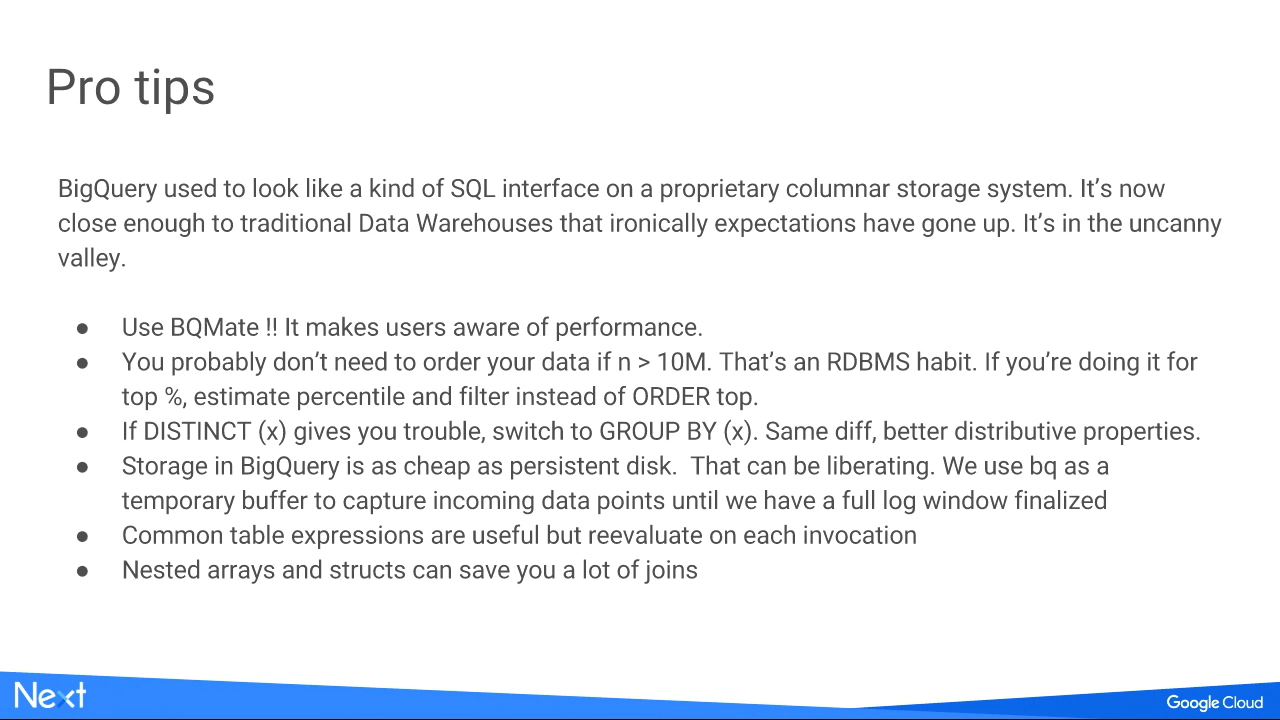 Pro tips
BigQuery used to look like a kind of SQL interface on a proprietary columnar storage system. It’s now
close enough to traditional Data Warehouses that ironically expectations have gone up. It’s in the uncanny
valley.
● Use BQMate !! It makes users aware of performance.
● You probably don’t need to order your data if n > 10M. That’s an RDBMS habit. If you’re doing it for
top %, estimate percentile and filter instead of ORDER top.
● If DISTINCT (x) gives you trouble, switch to GROUP BY (x). Same diff, better distributive properties.
● Storage in BigQuery is as cheap as persistent disk.  That can be liberating. We use bq as a
temporary buffer to capture incoming data points until we have a full log window finalized
● Common table expressions are useful but reevaluate on each invocation
● Nested arrays and structs can save you a lot of joins
Next
Google Cloud